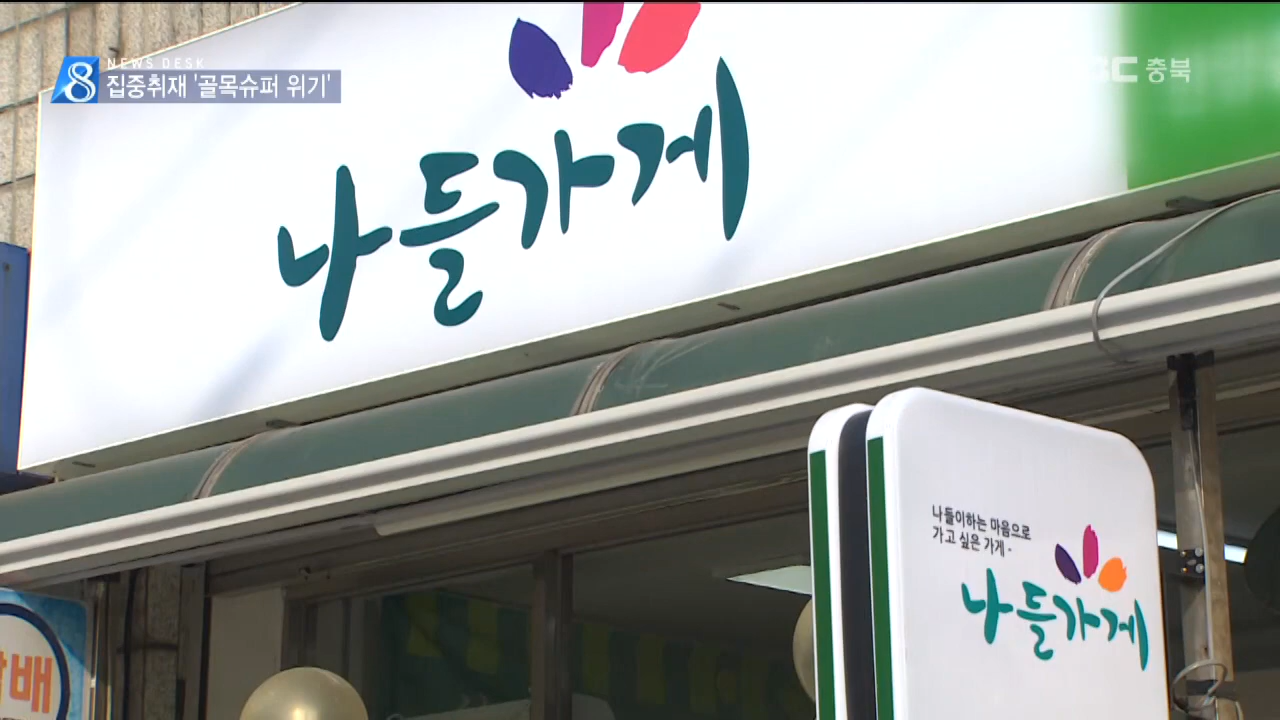 NEWS DESK
8 집중취재 '골목슈퍼 위기'
BC 충북
나들가게
나들이하는 마음으로
가고 싶은 가게 -
나들가게
배